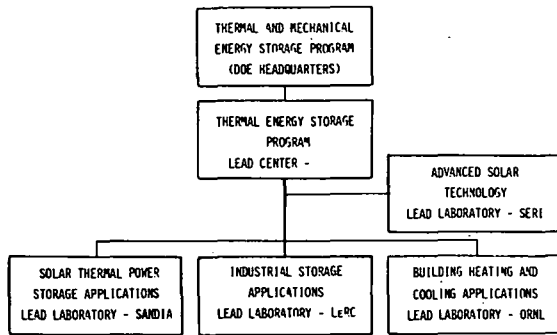 THERMAL AND MECHANICAL
ENERGY STORAGE PROGRAM
(DOE HEADQUARTERS)
THERMAL ENERGY STORAGE
PROGRAM
LEAD CENTER -
ADVANCED SOLAR
TECHNOLOGY
LEAD LABORATORY - SERI
SOLAR THERMAL POWER
STORAGE APPLICATIONS
LEAD LABORATORY - SANDIA
INDUSTRIAL STORAGE
APPLICATIONS
LEAD LABORATORY - LeRC
BUILDING HEATING AND
COOLING APPLICATIONS
LEAD LABORATORY - ORNL